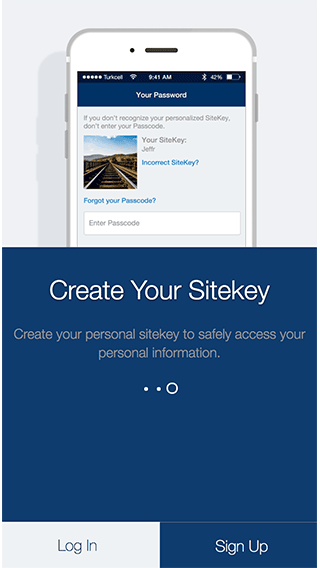 Turkcell 9:41 AM 42%
Your Password
If you don't recognize your personalized SiteKey,
don't enter your Passcode.
Your SiteKey:
Jeffr
Incorrect SiteKey?
Forgot your Passcode?
Enter Passcode
Create Your Sitekey
Create your personal sitekey to safely access your
personal information.
Log In
Sign Up